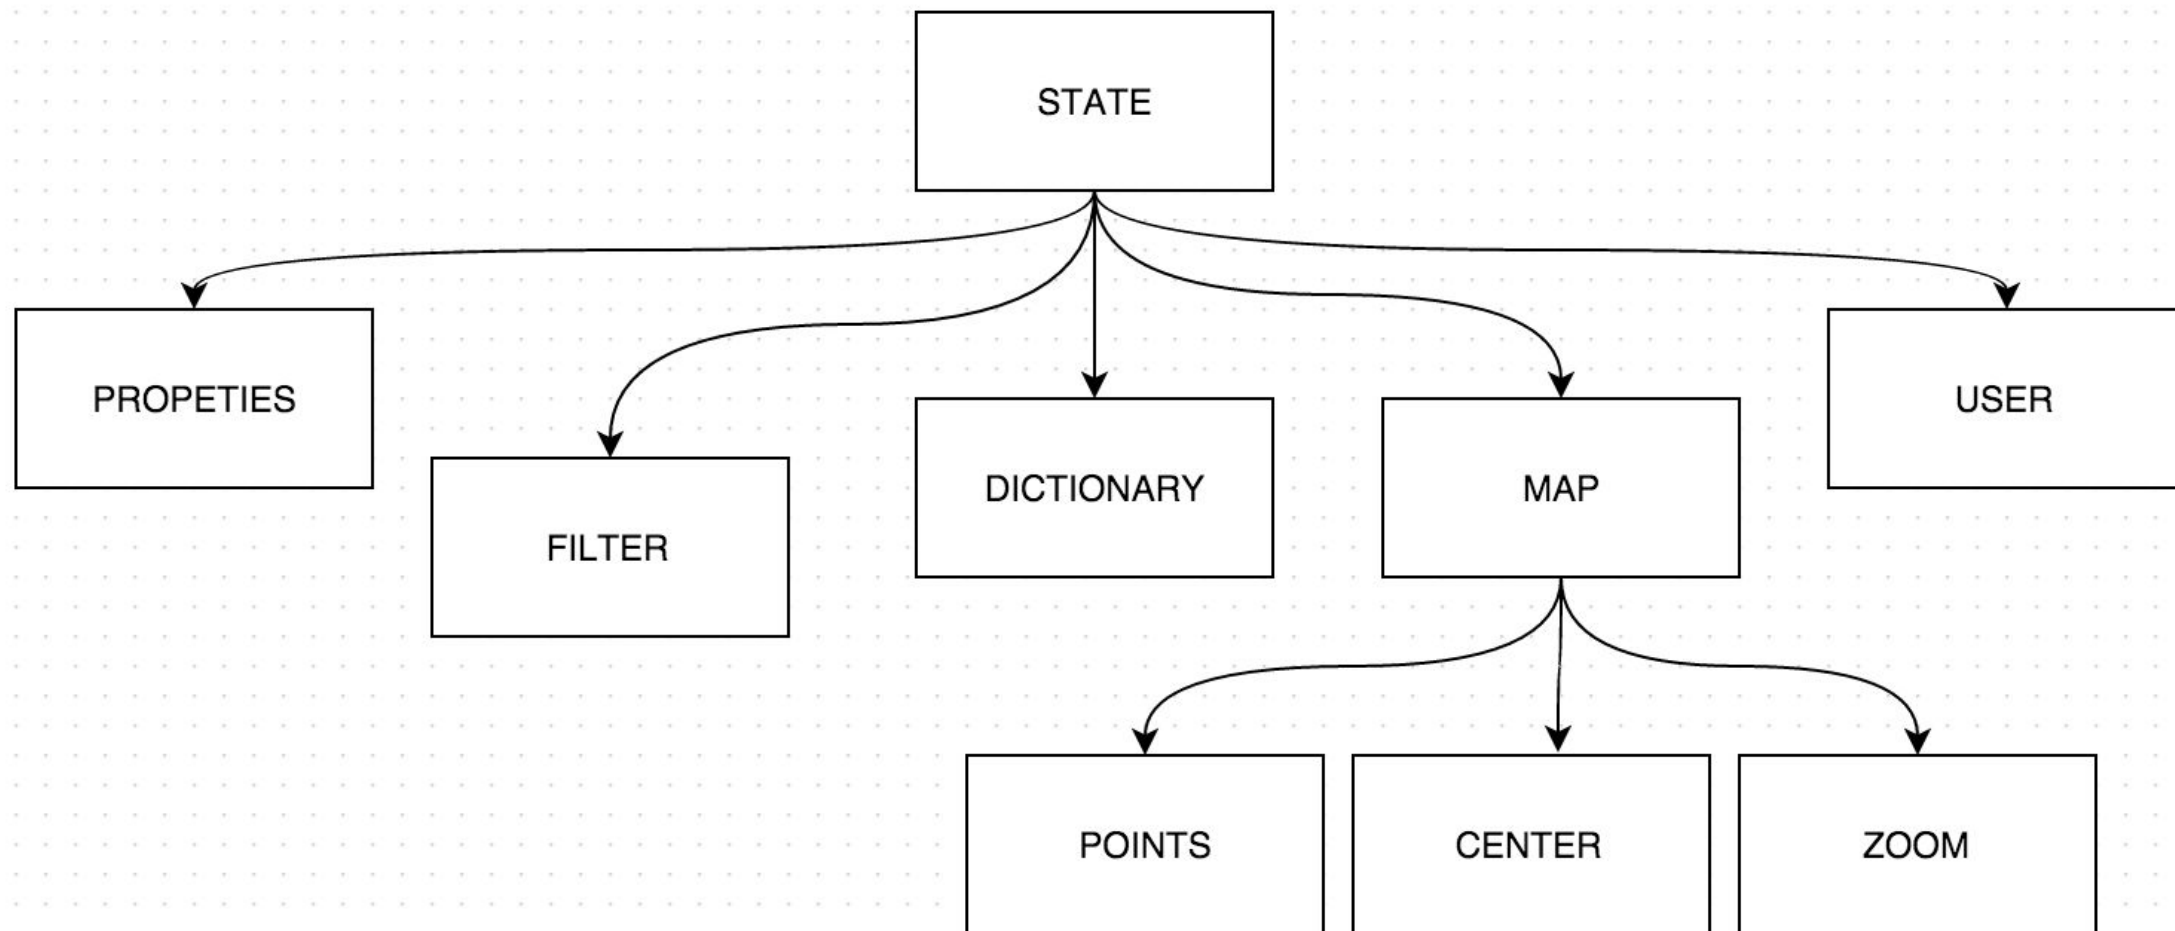 STATE
PROPETIES
FILTER
DICTIONARY
MAP
USER
POINTS
CENTER
ZOOM